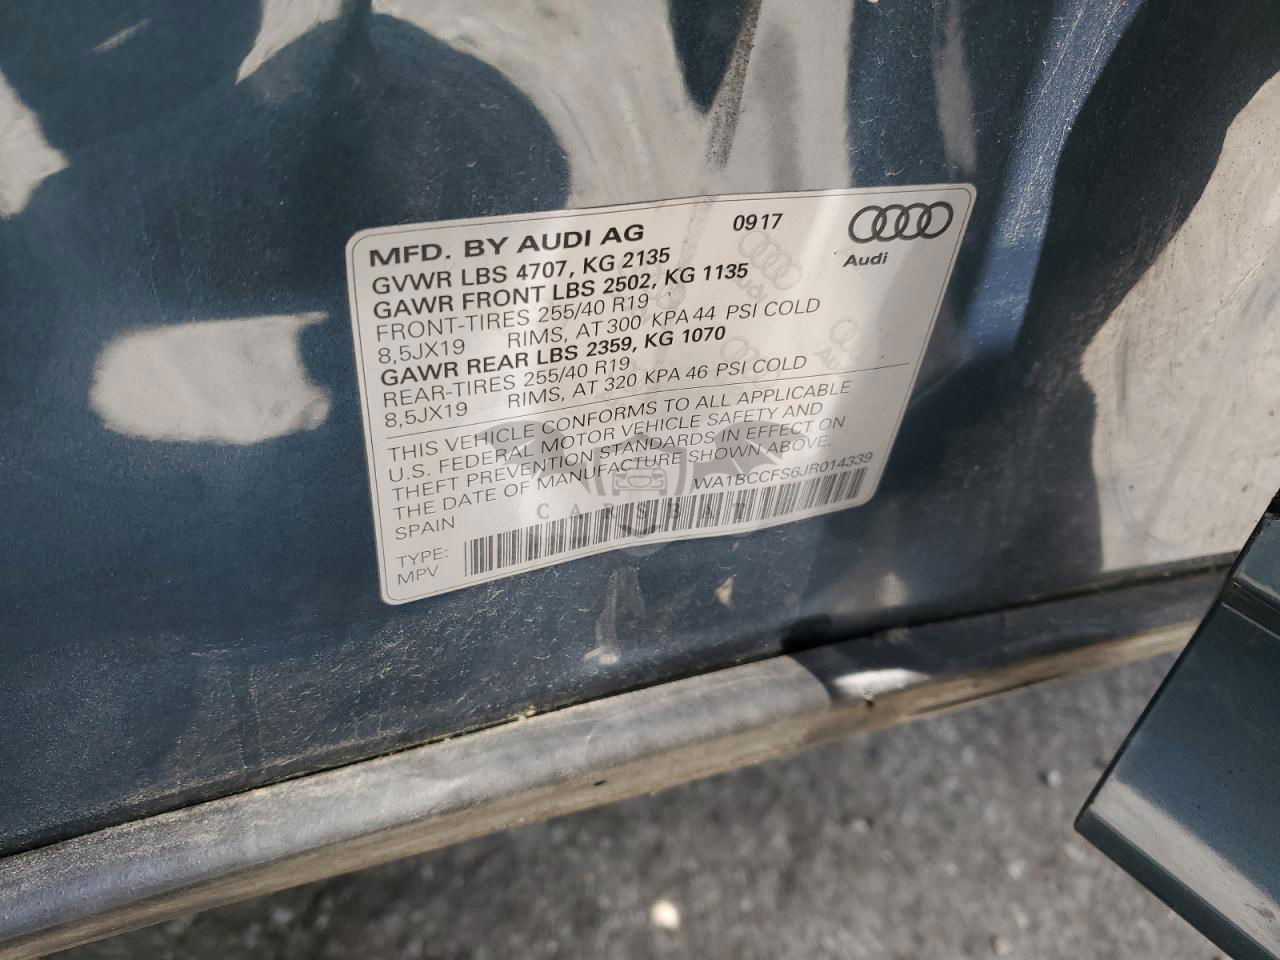 MFD. BY AUDI AG 0917
Audi
GVWR LBS 4707, KG 2135
GAWR FRONT LBS 2502, KG 1135
FRONT-TIRES 255/40 R19
8,5JX19 RIMS, AT 300 KPA 44 PSI COLD
GAWR REAR LBS 2359, KG 1070
REAR-TIRES 255/40 R19
8,5JX19 RIMS, AT 320 KPA 46 PSI COLD
THIS VEHICLE CONFORMS TO ALL APPLICABLE
U.S. FEDERAL MOTOR VEHICLE SAFETY AND
THEFT PREVENTION STANDARDS IN EFFECT ON
THE DATE OF MANUFACTURE SHOWN ABOVE.
SPAIN WA1BCCFS6JR014339
TYPE:
MPV